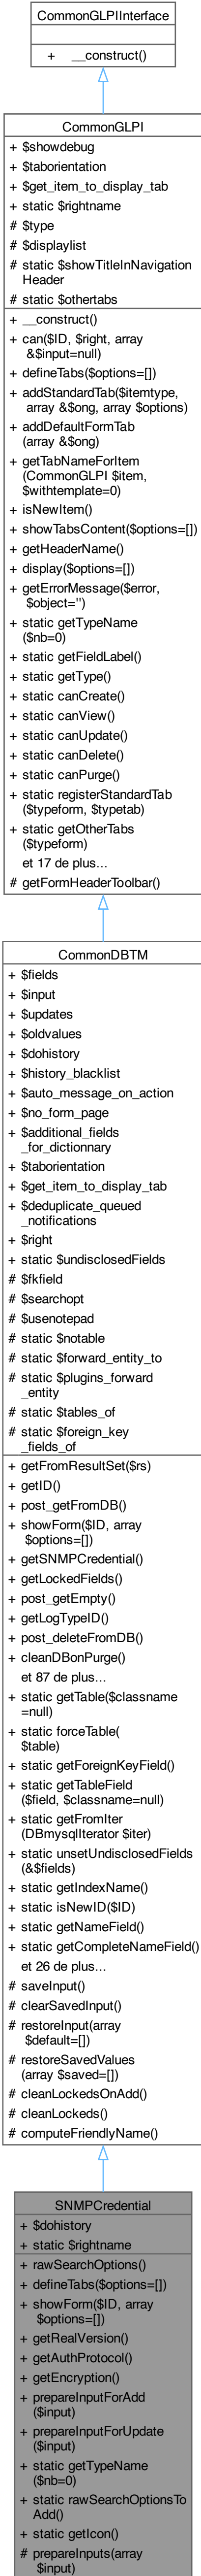 CommonGLPIInterface
+ __construct()
CommonGLPI
+ $showdebug
+ $taborientation
+ $get_item_to_display_tab
+ static $rightname
# $type
# $displaylist
# static $showTitleInNavigation
Header
# static $othertabs
+ __construct()
+ can($ID, $right, array
&$input=null)
+ defineTabs($options=[])
+ addStandardTab($itemtype,
array &$ong, array $options)
+ addDefaultFormTab
(array &$ong)
+ getTabNameForItem
(CommonGLPI $item,
$withtemplate=0)
+ isNewItem()
+ showTabsContent($options=[])
+ getHeaderName()
+ display($options=[])
+ getErrorMessage($error,
$object='')
+ static getTypeName
($nb=0)
+ static getFieldLabel()
+ static getType()
+ static canCreate()
+ static canView()
+ static canUpdate()
+ static canDelete()
+ static canPurge()
+ static registerStandardTab
($typeform, $typetab)
+ static getOtherTabs
($typeform)
et 17 de plus...
# getFormHeaderToolbar()
CommonDBTM
+ $fields
+ $input
+ $updates
+ $oldvalues
+ $dohistory
+ $history_blacklist
+ $auto_message_on_action
+ $no_form_page
+ $additional_fields
_for_dictionnary
+ $taborientation
+ $get_item_to_display_tab
+ $deduplicate_queued
_notifications
+ $right
+ static $undisclosedFields
# $fkfield
# $searchopt
# $usenotepad
# static $notable
# static $forward_entity_to
# static $plugins_forward
_entity
# static $tables_of
# static $foreign_key
_fields_of
+ getFromResultSet($rs)
+ getID()
+ post_getFromDB()
+ showForm($ID, array
$options=[])
+ getSNMPCredential()
+ getLockedFields()
+ post_getEmpty()
+ getLogTypeID()
+ post_deleteFromDB()
+ cleanDBonPurge()
et 87 de plus...
+ static getTable($classname
=null)
+ static forceTable(
$table)
+ static getForeignKeyField()
+ static getTableField
($field, $classname=null)
+ static getFromIter
(DBmysqlIterator $iter)
+ static unsetUndisclosedFields
(&$fields)
+ static getIndexName()
+ static isNewID($ID)
+ static getNameField()
+ static getCompleteNameField()
et 26 de plus...
# saveInput()
# clearSavedInput()
# restoreInput(array
$default=[])
# restoreSavedValues
(array $saved=[])
# cleanLockedsOnAdd()
# cleanLockeds()
# computeFriendlyName()
SNMPCredential
+ $dohistory
+ static $rightname
+ rawSearchOptions()
+ defineTabs($options=[])
+ showForm($ID, array
$options=[])
+ getRealVersion()
+ getAuthProtocol()
+ getEncryption()
+ prepareInputForAdd
($input)
+ prepareInputForUpdate
($input)
+ static getTypeName
($nb=0)
+ static rawSearchOptionsTo
Add()
+ static getIcon()
# prepareInputs(array
$input)